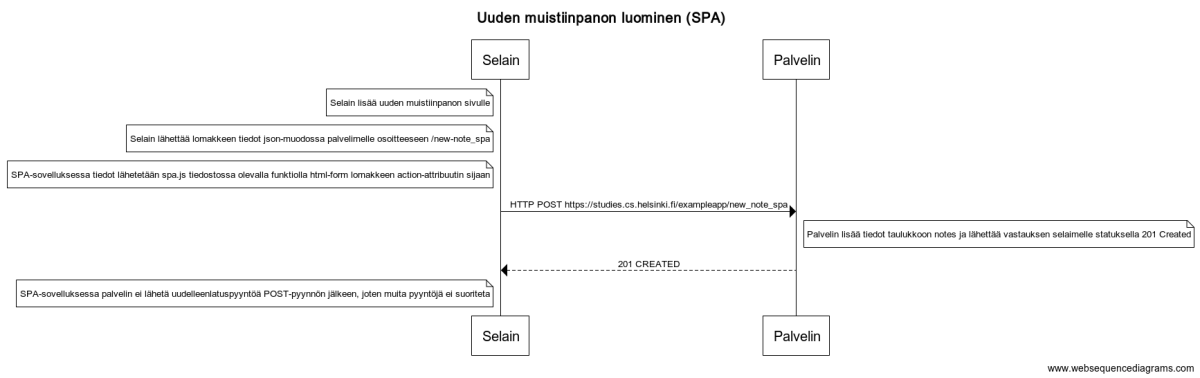 Uuden muistiinpanon luominen (SPA)
Selain
Palvelin
Selain lisää uuden muistiinpanon sivulle
Selain lähettää lomakkeen tiedot json-muodossa palvelimelle osoitteeseen /new-note_spa
SPA-sovelluksessa tiedot lähetetään spa.js tiedostossa olevalla funktiolla html-form lomakkeen action-attribuutin sijaan
HTTP POST https://studies.cs.helsinki.fi/exampleapp/new_note_spa
Palvelin lisää tiedot taulukkoon notes ja lähettää vastauksen selaimelle statuksella 201 Created
201 CREATED
SPA-sovelluksessa palvelin ei lähetä uudelleenlatuspyyntöä POST-pyynnön jälkeen, joten muita pyyntöjä ei suoriteta
Selain
Palvelin
www.websequencediagrams.com